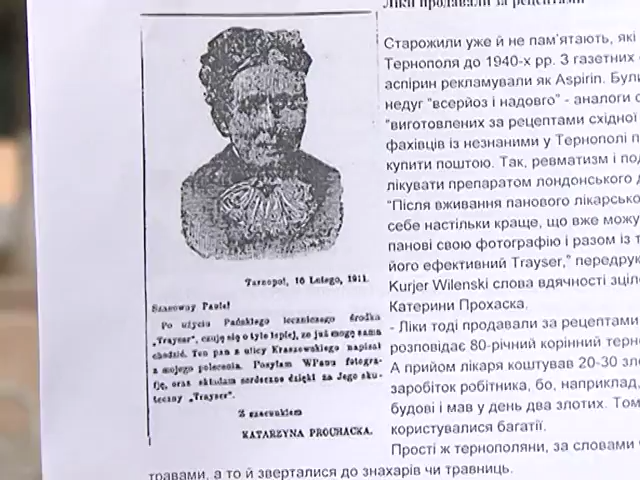 Ліки продавали за рецептами
Старожили уже й не пам'ятають, які
Тернополя до 1940-х рр. З газетних
аспірин рекламували як Aspirin. Були
недуг "всерйоз і надовго" - аналоги
"виготовлених за рецептами східної
фахівців із незнаними у Тернополі
купити поштою. Так, ревматизм і
лікувати препаратом лондонського
"Після вживання панового лікарсько
себе настільки краще, що вже можу
панові свою фотографію і разом із
його ефективний Trayser," передрук
Kurjer Wilenski слова вдячності зціл
Катерини Прохаска.
- Ліки тоді продавали за рецептами
розповідає 80-річний корінний терно
А прийом лікаря коштував 20-30 зло
заробіток робітника, бо, наприклад,
будові і мав у день два злотих. Том
користувалися багатії.
Прості ж тернополяни, за словами
травами, а то й зверталися до знахарів чи травниць.
Tarnopol, 16 Lutego, 1911.
Szanowny Panie!
Po użyciu Pańskiego leczniczego środka
„Trayser", czuję się o tyle lepiej, że już mogę sama
chodzić. Ten pan z ulicy Kraszewskiego napisał
z mojego polecenia. Posyłam WPanu fotogra-
fję, oraz składam serdeczne dzięki za Jego sku-
teczny „Trayser".
Z szacunkiem
KATARZYNA PROCHACKA.